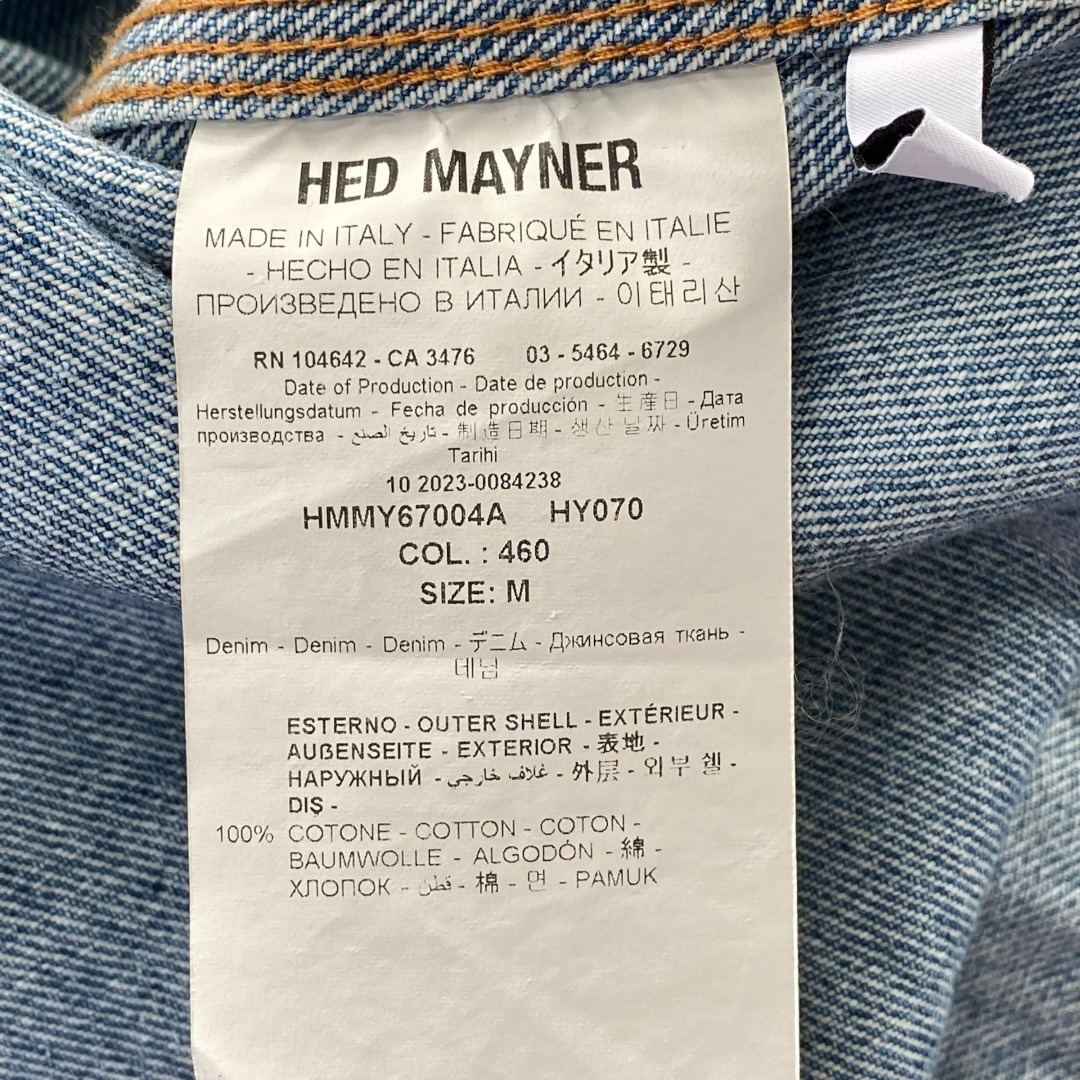 HED MAYNER
MADE IN ITALY - FABRIQUÉ EN ITALIE
- HECHO EN ITALIA - イタリア製 -
ПРОИЗВЕДЕНО В ИТАЛИИ - 이태리산
RN 104642 - CA 3476 03 - 5464 - 6729
Date of Production - Date de production -
Herstellungsdatum - Fecha de producción - 生産日 - Дата
производства - تاريخ الصنع - 制造日期 - 생산 날짜 - Üretim
Tarihi
10 2023-0084238
HMMY67004A HY070
COL. : 460
SIZE: M
Denim - Denim - Denim - デニム - Джинсовая ткань -
데님
ESTERNO - OUTER SHELL - EXTÉRIEUR -
AUßENSEITE - EXTERIOR - 表地 -
НАРУЖНЫЙ - غلاف خارجي - 外层 - 외부 쉘 -
DIŞ -
100% COTONE - COTTON - COTON -
BAUMWOLLE - ALGODÓN - 綿 -
ХЛОПОК - قطن - 棉 - 면 - PAMUK